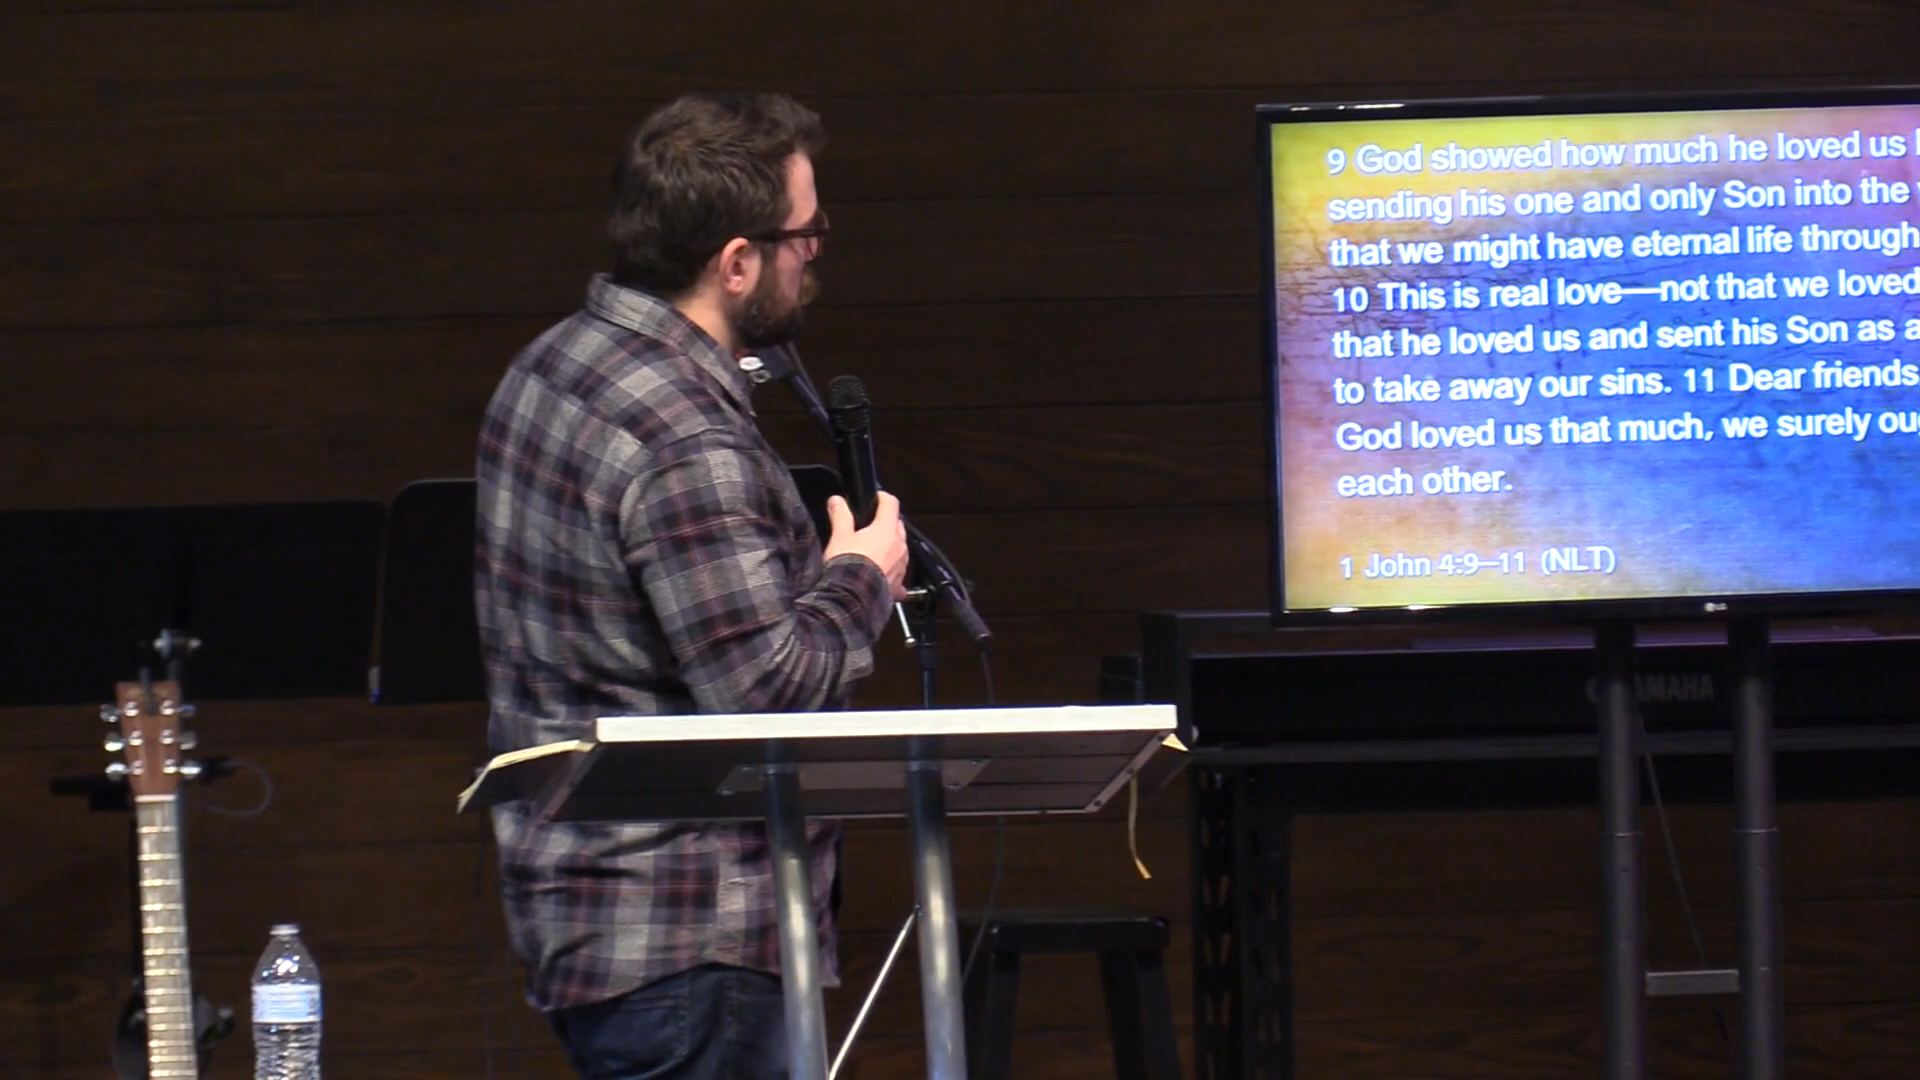 9 God showed how much he loved us
sending his one and only Son into the
that we might have eternal life through
10 This is real love—not that we loved
that he loved us and sent his Son as a
to take away our sins. 11 Dear friends,
God loved us that much, we surely
each other.
1 John 4:9–11 (NLT)
LG
YAMAHA